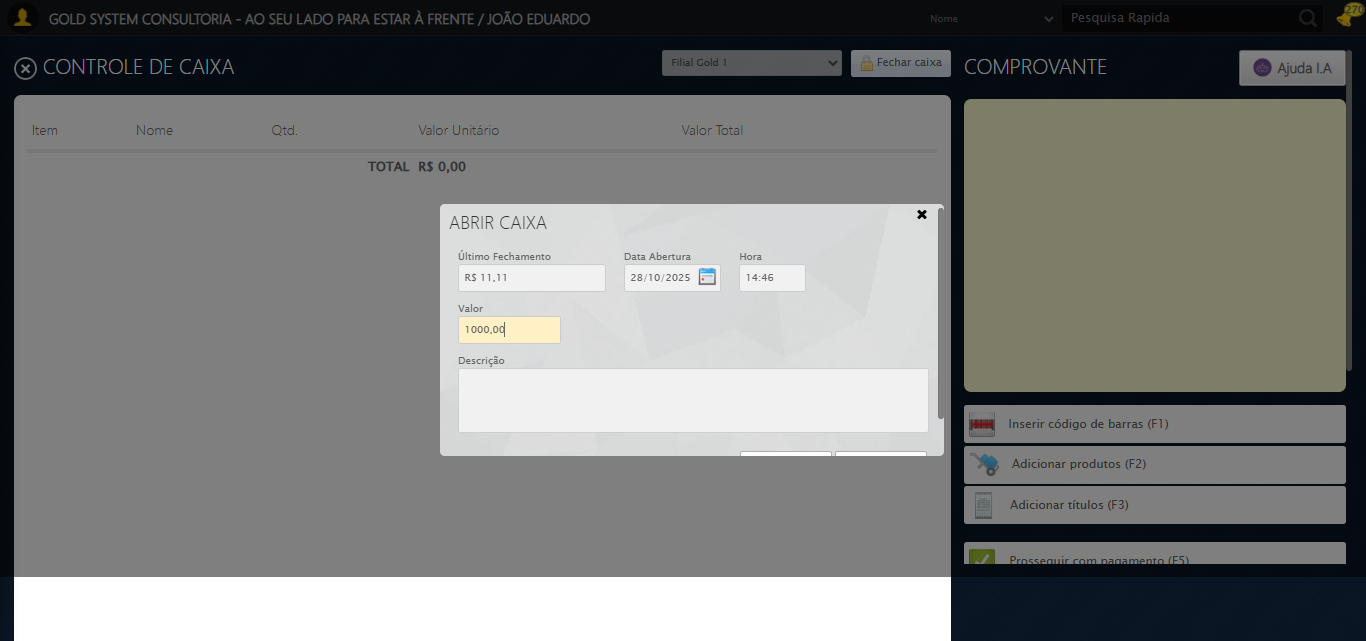 GOLD SYSTEM CONSULTORIA - AO SEU LADO PARA ESTAR À FRENTE / JOÃO EDUARDO
Nome
Pesquisa Rapida
270
CONTROLE DE CAIXA
Filial Gold 1
Fechar caixa
COMPROVANTE
Ajuda I.A
Item Nome Qtd. Valor Unitário Valor Total
TOTAL R$ 0,00
ABRIR CAIXA
Último Fechamento Data Abertura Hora
R$ 11,11 28/10/2025 14:46
Valor
1000,00
Descrição
Inserir código de barras (F1)
Adicionar produtos (F2)
Adicionar títulos (F3)
Prosseguir com pagamento (F5)